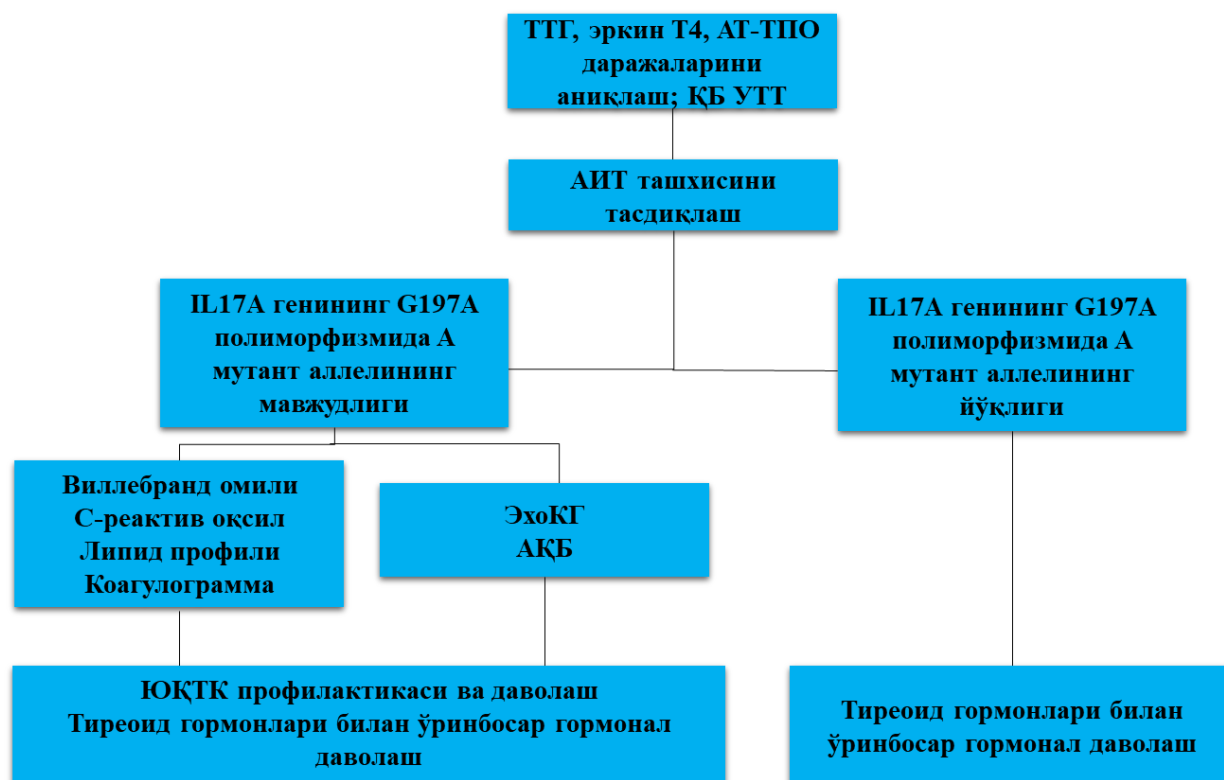 ТТГ, эркин Т4, АТ-ТПО
даражаларини
аниқлаш; ҚБ УТТ
АИТ ташхисини
тасдиқлаш
IL17A генининг G197A
полиморфизмида А
мутант аллелининг
мавжудлиги
IL17A генининг G197A
полиморфизмида А
мутант аллелининг
йўқлиги
Виллебранд омили
С-реактив оқсил
Липид профили
Коагулограмма
ЭхоКГ
АҚБ
ЮҚТК профилактикаси ва даволаш
Тиреоид гормонлари билан ўринбосар гормонал
даволаш
Тиреоид гормонлари билан
ўринбосар гормонал даволаш